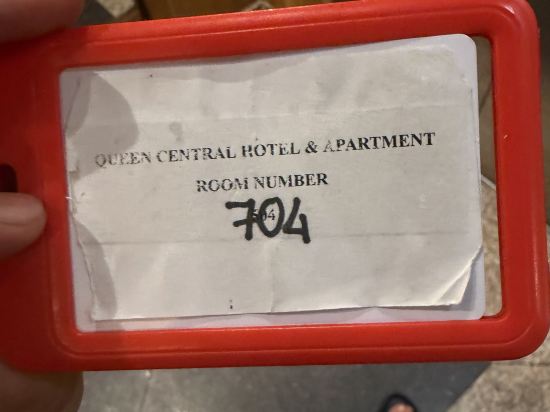 QUEEN CENTRAL HOTEL & APARTMENT
ROOM NUMBER
704